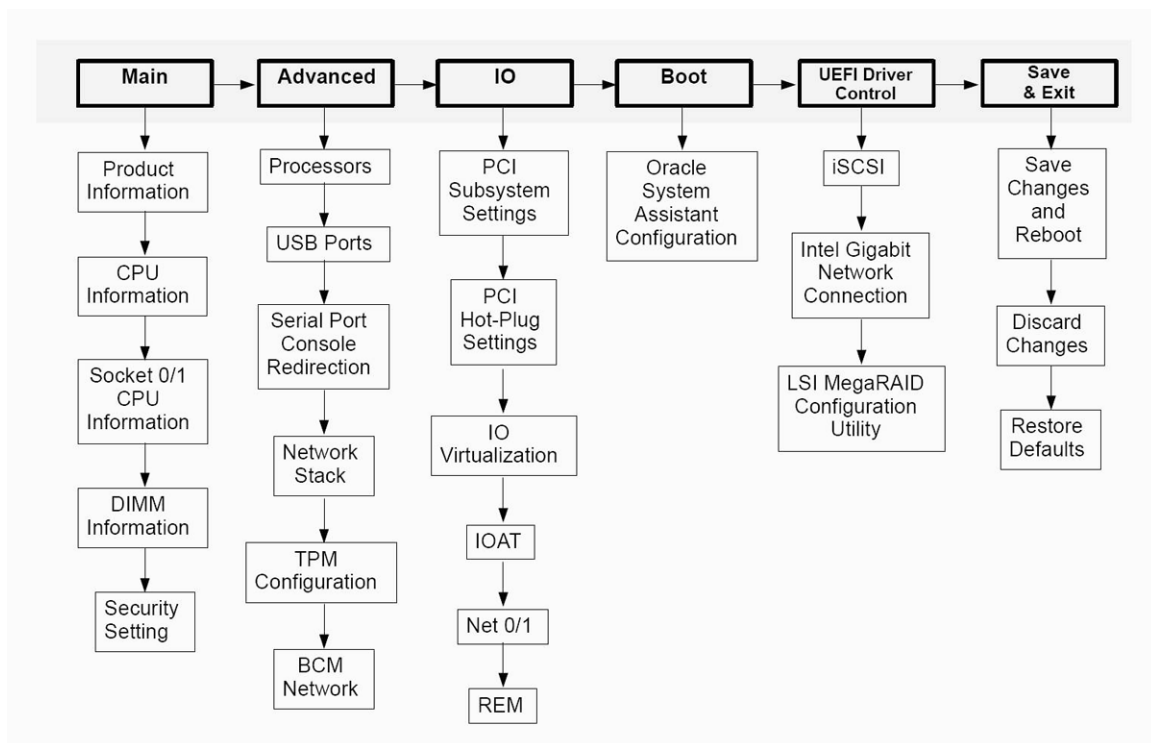 Main
Advanced
IO
Boot
UEFI Driver
Control
Save
& Exit
Product
Information
CPU
Information
Socket 0/1
CPU
Information
DIMM
Information
Security
Setting
Processors
USB Ports
Serial Port
Console
Redirection
Network
Stack
TPM
Configuration
BCM
Network
PCI
Subsystem
Settings
PCI
Hot-Plug
Settings
IO
Virtualization
IOAT
Net 0/1
REM
Oracle
System
Assistant
Configuration
iSCSI
Intel Gigabit
Network
Connection
LSI MegaRAID
Configuration
Utility
Save
Changes
and
Reboot
Discard
Changes
Restore
Defaults